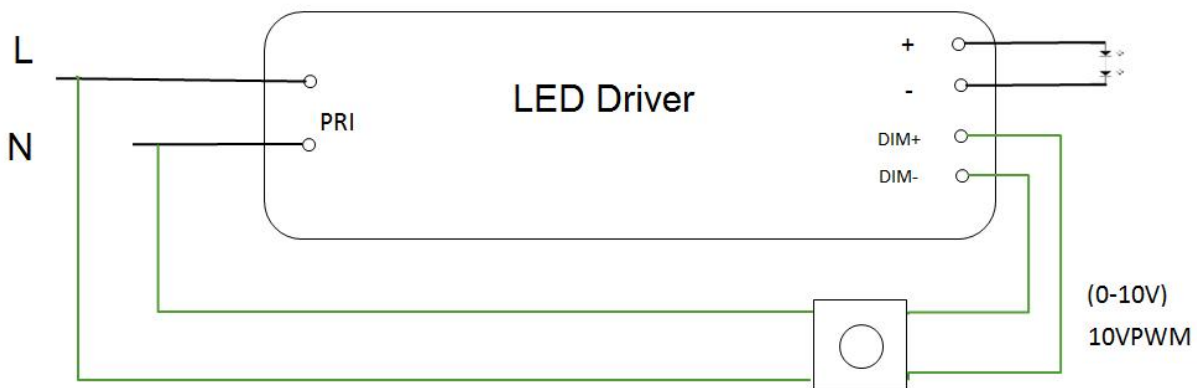 L
+
LED Driver
-
PRI
N
DIM+
DIM-
(0-10V)
10VPWM